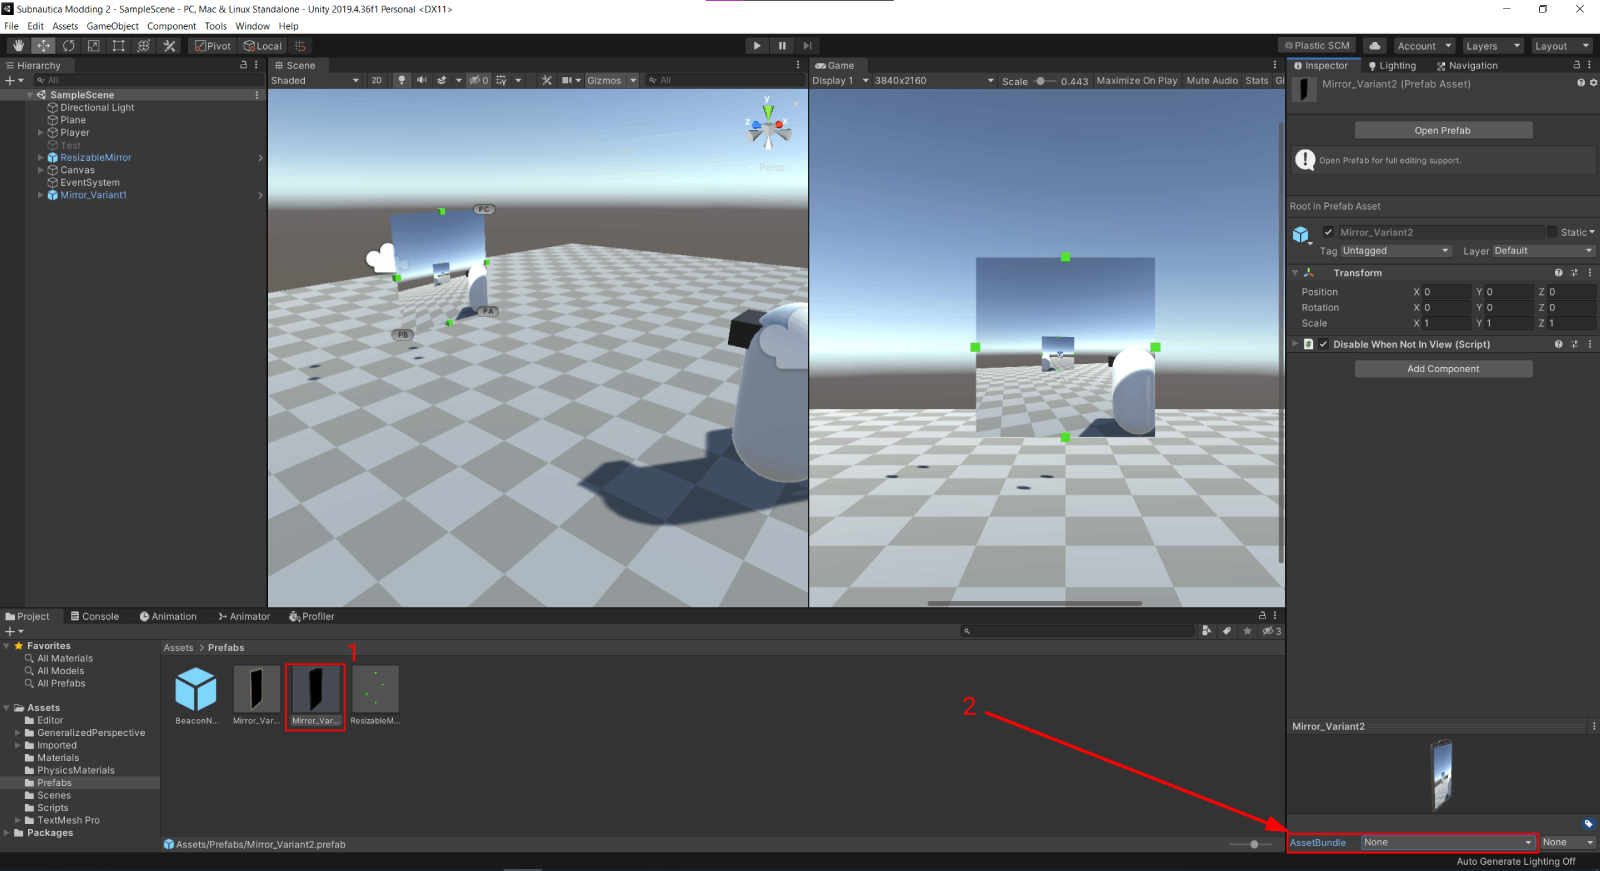 Subnautica Modding 2 - SampleScene - PC, Mac & Linux Standalone - Unity 2019.4.36f1 Personal <DX11>
File Edit Assets GameObject Component Tools Window Help
Pivot Local Plastic SCM Account Layers Layout
Hierarchy
All
SampleScene
Directional Light
Plane
Player
Test
ResizableMirror
Canvas
EventSystem
Mirror_Variant1
Scene
Shaded 2D 0 Gizmos All
y
z x
Persp
PC
PA
PB
Game
Display 1 3840x2160 Scale 0.443 Maximize On Play Mute Audio Stats Gi
Inspector Lighting Navigation
Mirror_Variant2 (Prefab Asset)
Open Prefab
Open Prefab for full editing support.
Root in Prefab Asset
Mirror_Variant2 Static
Tag Untagged Layer Default
Transform
Position X 0 Y 0 Z 0
Rotation X 0 Y 0 Z 0
Scale X 1 Y 1 Z 1
Disable When Not In View (Script)
Add Component
Project Console Animation Animator Profiler
3
Favorites
All Materials
All Models
All Prefabs
Assets
Editor
GeneralizedPerspective
Imported
Materials
PhysicsMaterials
Prefabs
Scenes
Scripts
TextMesh Pro
Packages
Assets > Prefabs
1
BeaconN... Mirror_Var... Mirror_Var... ResizableM...
2
Assets/Prefabs/Mirror_Variant2.prefab
Mirror_Variant2
AssetBundle None None
Auto Generate Lighting Off